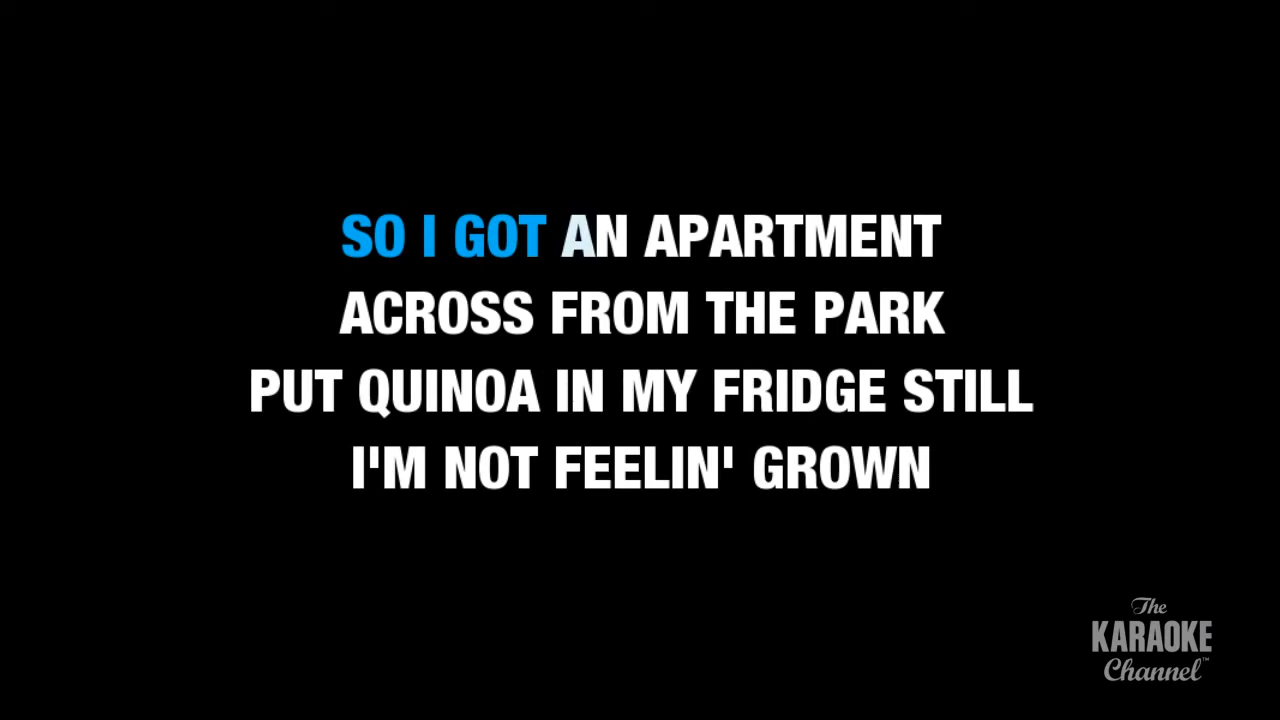 SO I GOT AN APARTMENT
ACROSS FROM THE PARK
PUT QUINOA IN MY FRIDGE STILL
I'M NOT FEELIN' GROWN
The
KARAOKE
Channel™